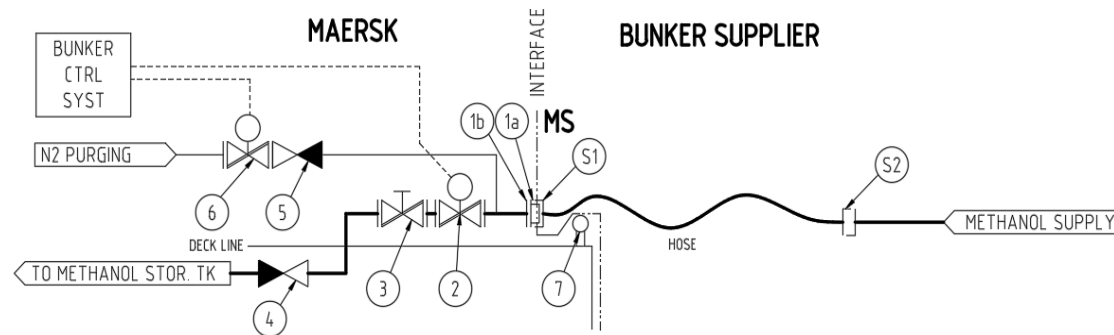 MAERSK
BUNKER SUPPLIER
INTERFACE
BUNKER
CTRL
SYST
MS
1b
1a
S1
S2
N2 PURGING
6
5
METHANOL SUPPLY
DECK LINE
HOSE
TO METHANOL STOR. TK
3
2
7
4